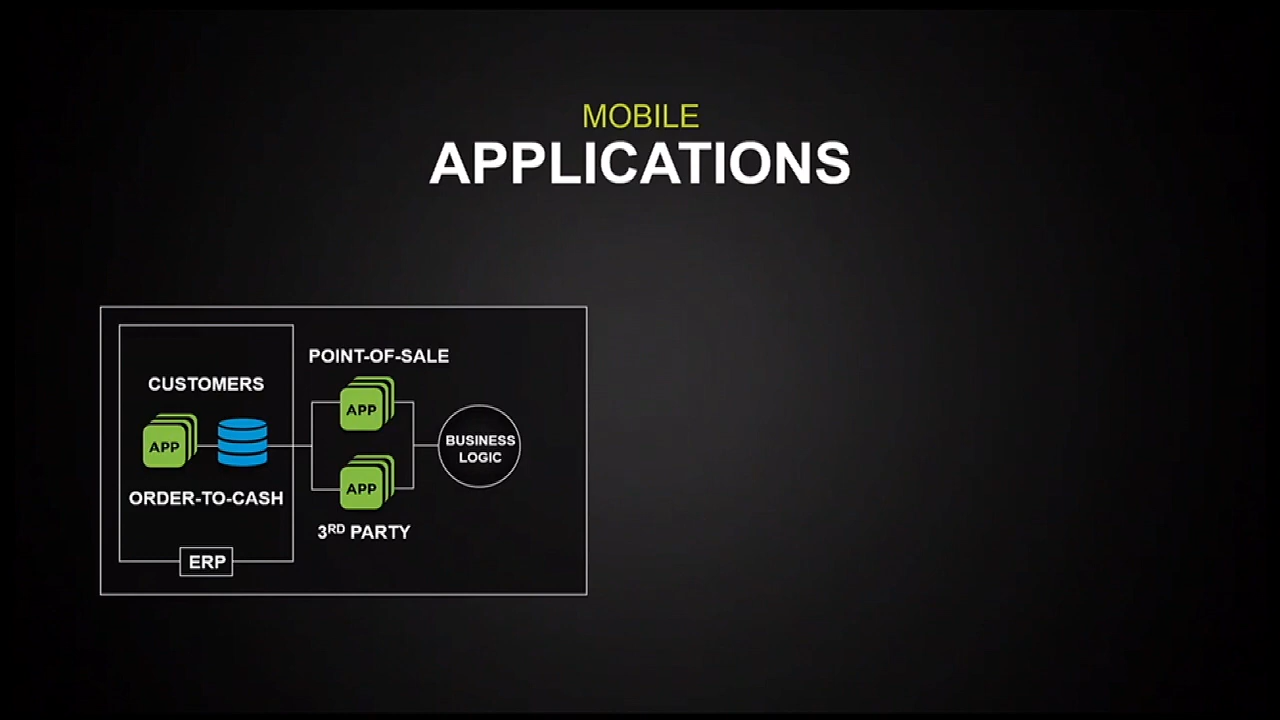 MOBILE
APPLICATIONS
CUSTOMERS
APP
ORDER-TO-CASH
ERP
POINT-OF-SALE
APP
APP
3RD PARTY
BUSINESS
LOGIC